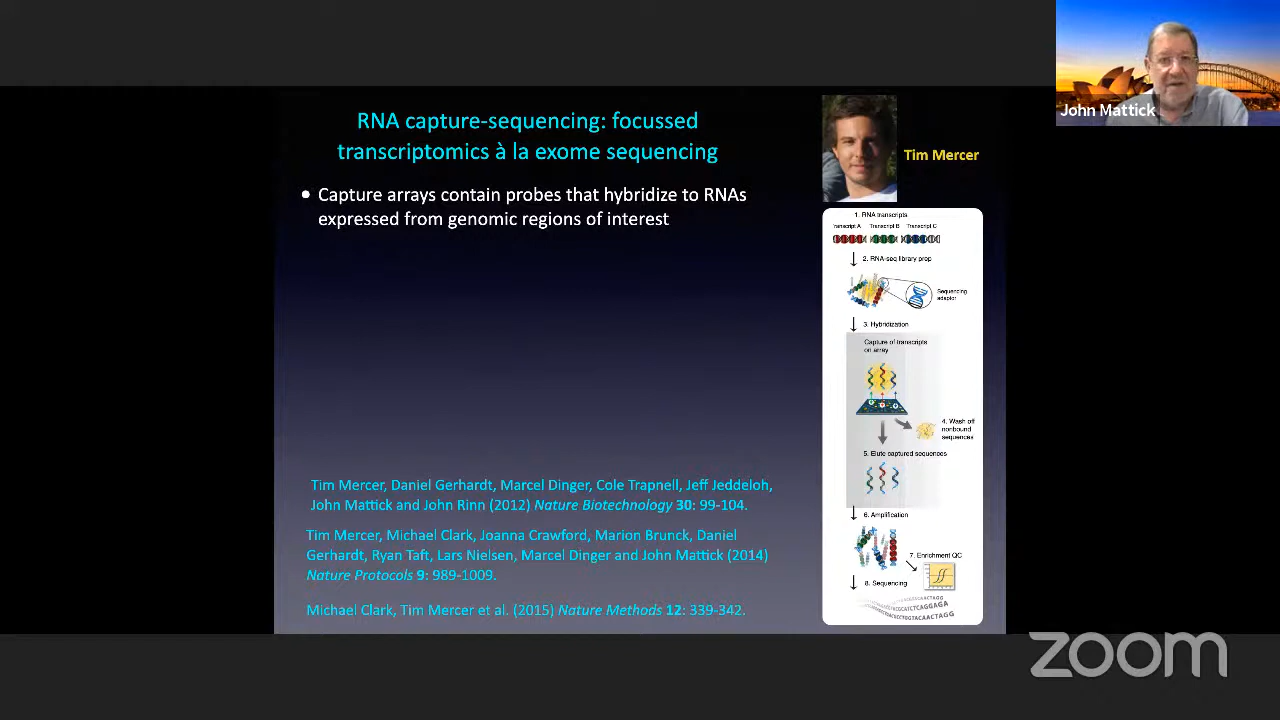 John Mattick
RNA capture-sequencing: focussed
transcriptomics à la exome sequencing
Tim Mercer
• Capture arrays contain probes that hybridize to RNAs
expressed from genomic regions of interest
1. RNA transcripts
Transcript A Transcript B Transcript C
2. RNA-seq library prep
Sequencing
adaptor
3. Hybridization
Capture of transcripts
on array
4. Wash off
nonbound
sequences
5. Elute captured sequences
6. Amplification
7. Enrichment QC
8. Sequencing
Tim Mercer, Daniel Gerhardt, Marcel Dinger, Cole Trapnell, Jeff Jeddeloh,
John Mattick and John Rinn (2012) Nature Biotechnology 30: 99-104.
Tim Mercer, Michael Clark, Joanna Crawford, Marion Brunck, Daniel
Gerhardt, Ryan Taft, Lars Nielsen, Marcel Dinger and John Mattick (2014)
Nature Protocols 9: 989-1009.
Michael Clark, Tim Mercer et al. (2015) Nature Methods 12: 339-342.
zoom